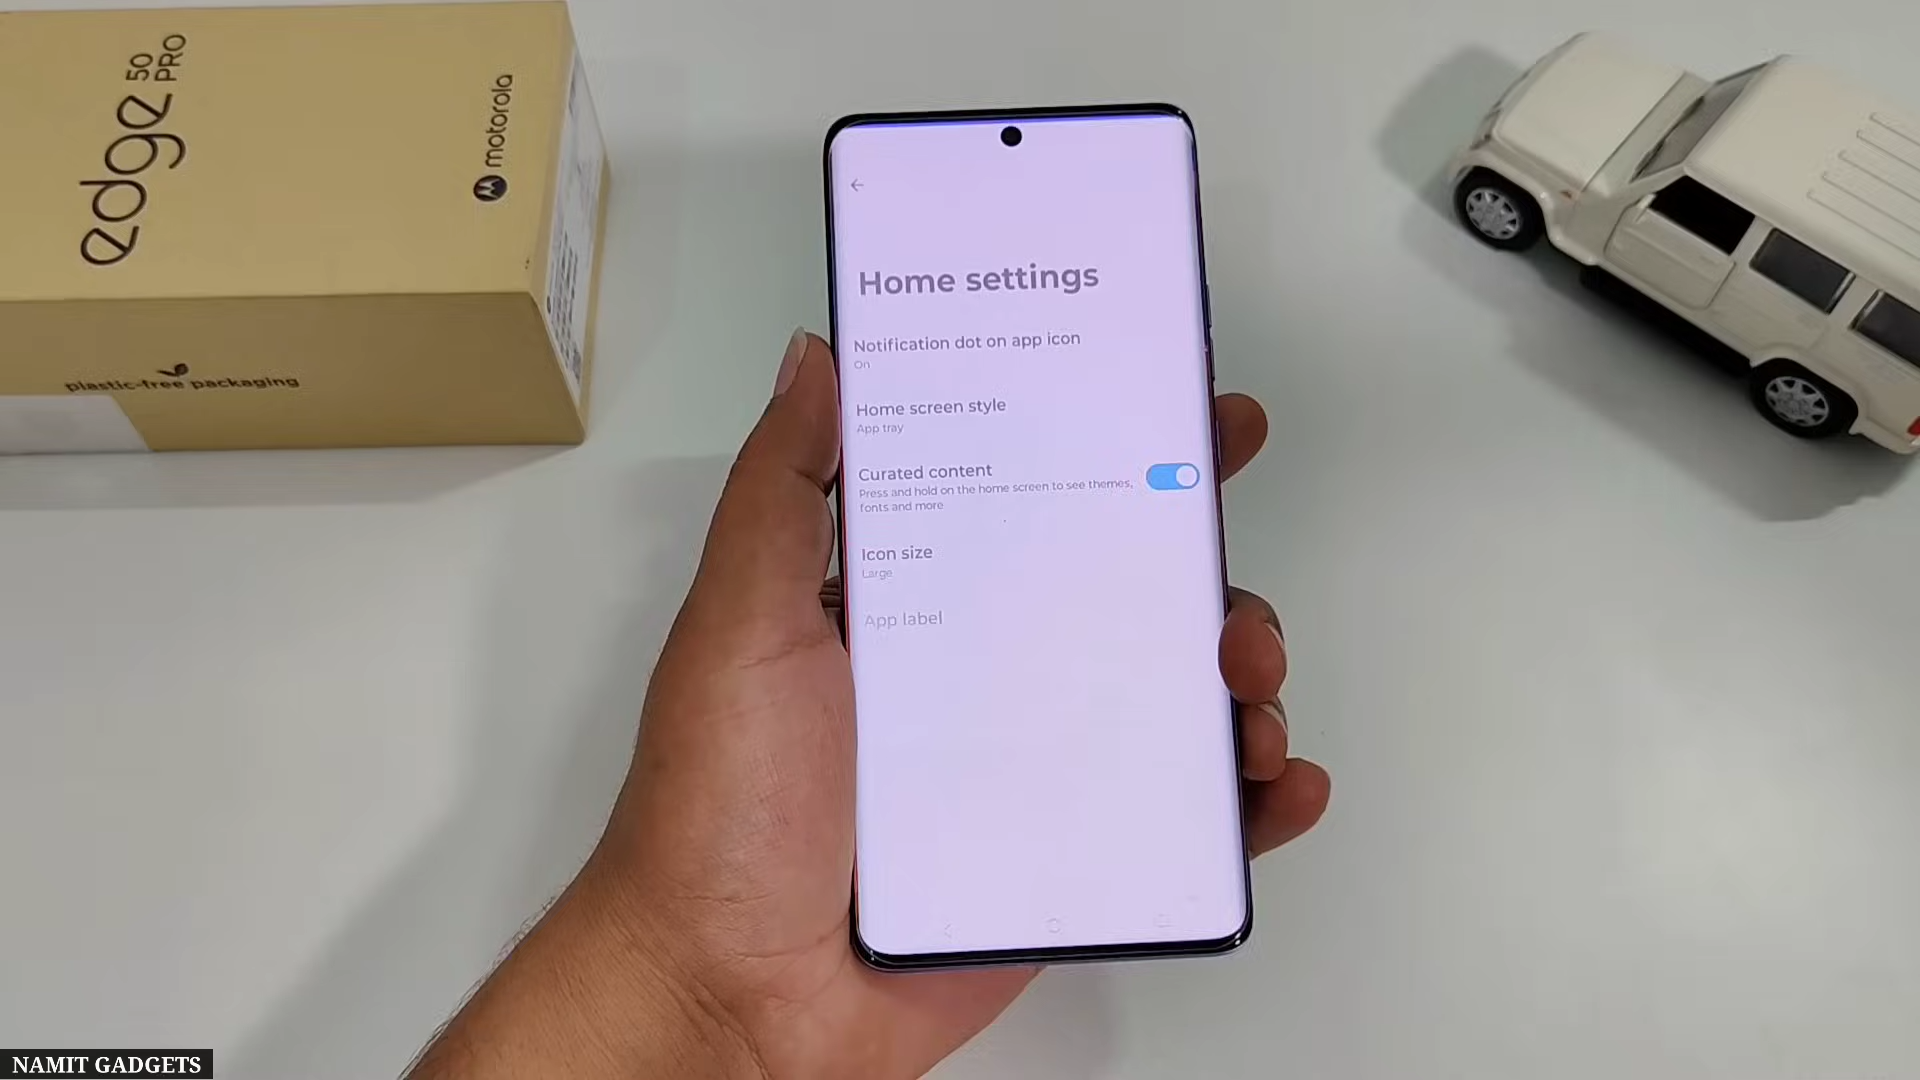 edge 50
PRO
motorola
plastic-free packaging
Home settings
Notification dot on app icon
On
Home screen style
App tray
Curated content
Press and hold on the home screen to see themes,
fonts and more
Icon size
Large
App label
NAMIT GADGETS